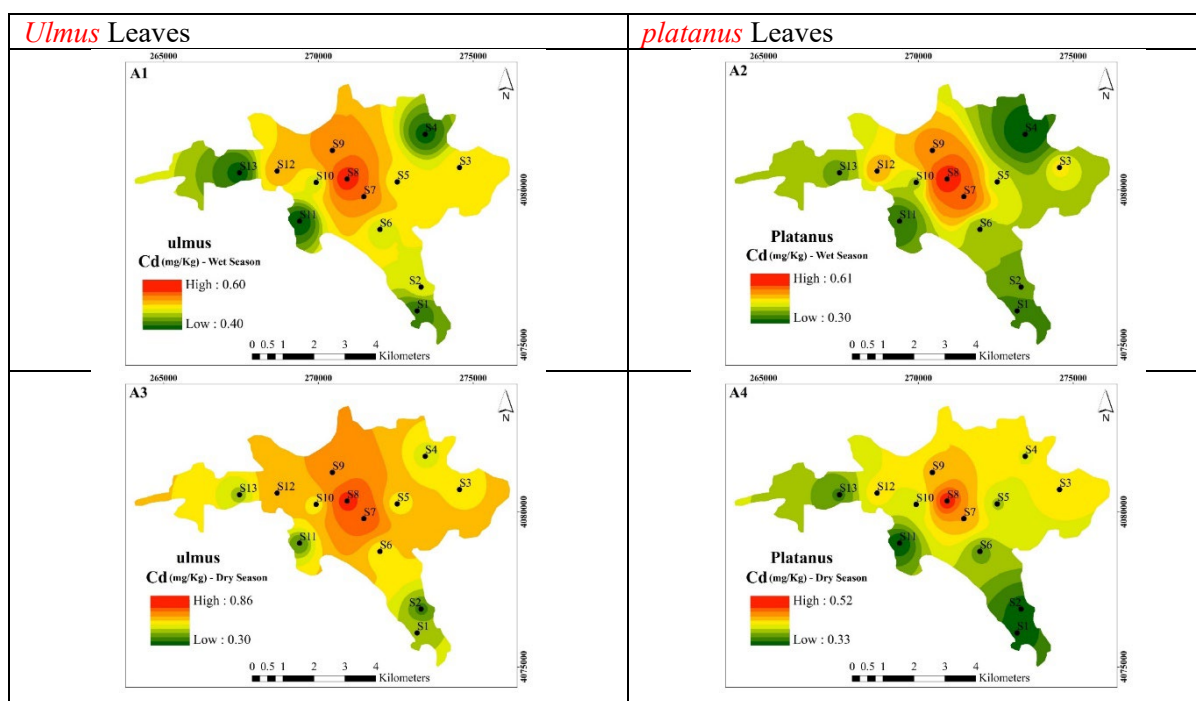 Ulmus Leaves
platanus Leaves
265000 270000 275000
A1
N
S4
S9
S3
S12
S13
S8
S10
S5
S7
4080000
S11
S6
ulmus
Cd (mg/Kg) - Wet Season
High : 0.60
S2
Low : 0.40
S1
0 0.5 1 2 3 4
Kilometers
4075000
265000 270000 275000
A2
N
S4
S9
S3
S12
S13
S8
S10
S5
S7
4080000
S11
S6
Platanus
Cd (mg/Kg) - Wet Season
High : 0.61
S2
Low : 0.30
S1
0 0.5 1 2 3 4
Kilometers
4075000
265000 270000 275000
A3
N
S4
S9
S3
S12
S13
S8
S10
S5
S7
4080000
S11
S6
ulmus
Cd (mg/Kg) - Dry Season
High : 0.86
S2
Low : 0.30
S1
0 0.5 1 2 3 4
Kilometers
4075000
265000 270000 275000
A4
N
S4
S9
S3
S12
S13
S8
S10
S5
S7
4080000
S11
S6
Platanus
Cd (mg/Kg) - Dry Season
High : 0.52
S2
Low : 0.33
S1
0 0.5 1 2 3 4
Kilometers
4075000